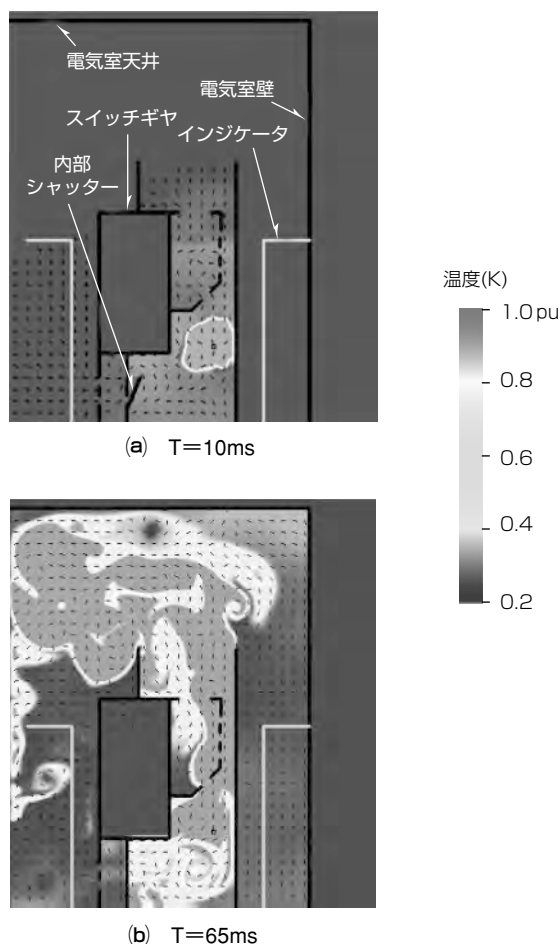 電気室天井
電気室壁
スイッチギヤ
インジケータ
内部
シャッター
(a) T=10ms
温度(K)
1.0 pu
0.8
0.6
0.4
0.2
(b) T=65ms